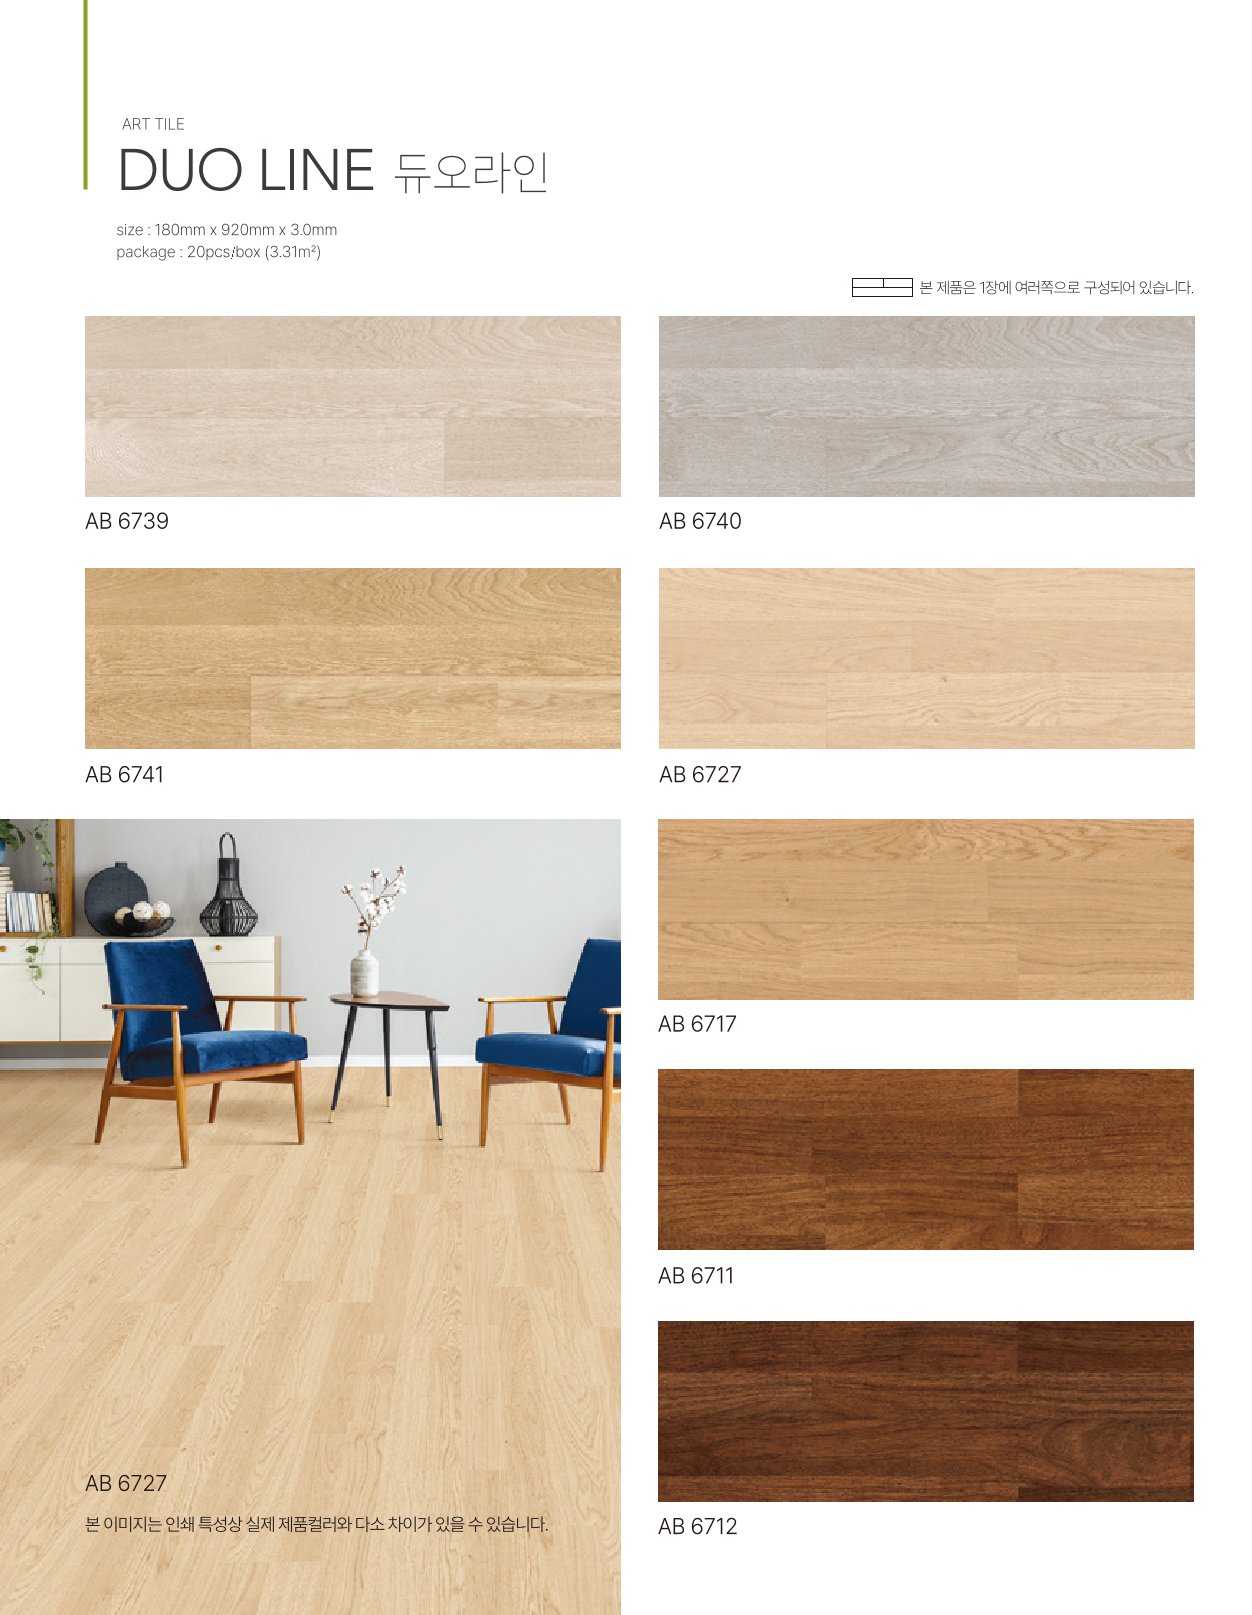 ART TILE
DUO LINE 듀오라인
size : 180mm x 920mm x 3.0mm
package : 20pcs/box (3.31m²)
본 제품은 1장에 여러쪽으로 구성되어 있습니다.
AB 6739
AB 6740
AB 6741
AB 6727
AB 6717
AB 6711
AB 6727
본 이미지는 인쇄 특성상 실제 제품컬러와 다소 차이가 있을 수 있습니다.
AB 6712